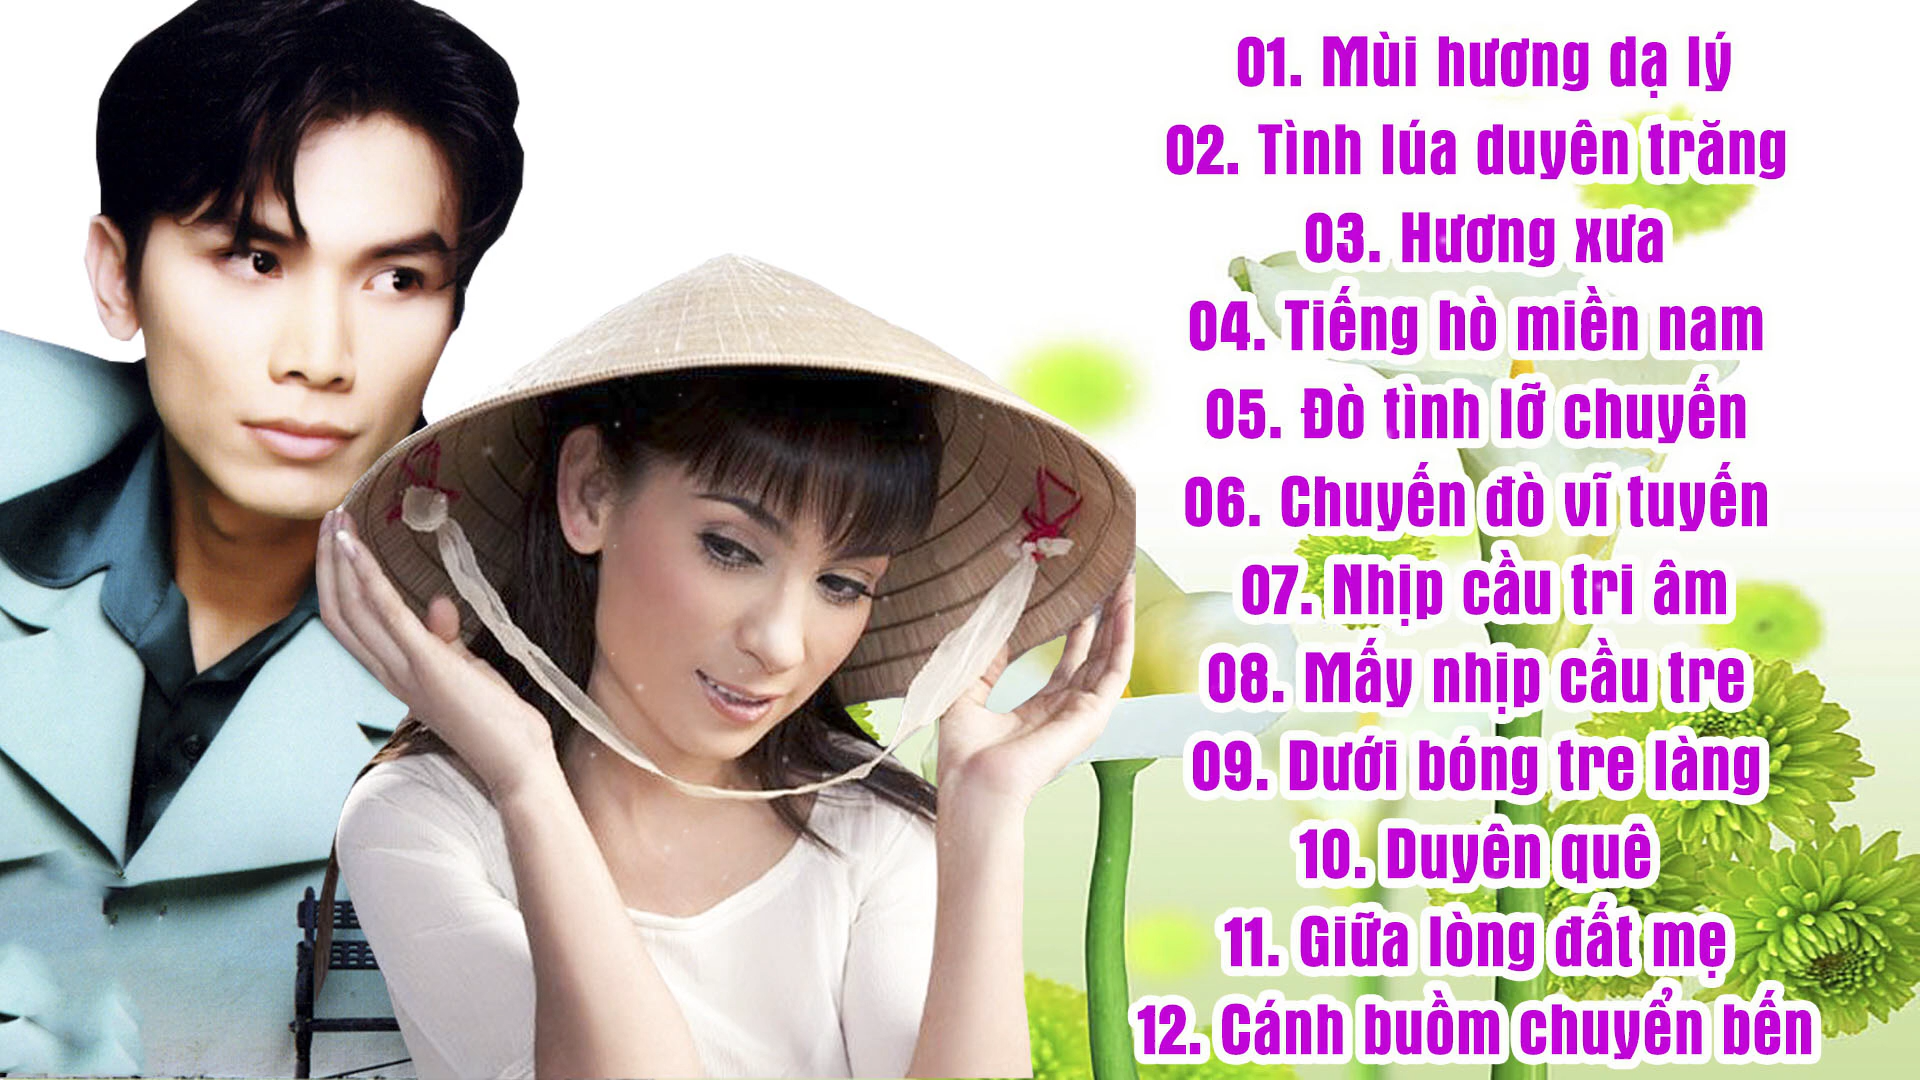 01. Mùi hương dạ lý
02. Tình lúa duyên trăng
03. Hương xưa
04. Tiếng hò miền nam
05. Đò tình lỡ chuyến
06. Chuyến đò vĩ tuyến
07. Nhịp cầu tri âm
08. Mấy nhịp cầu tre
09. Dưới bóng tre làng
10. Duyên quê
11. Giữa lòng đất mẹ
12. Cánh buồm chuyển bến